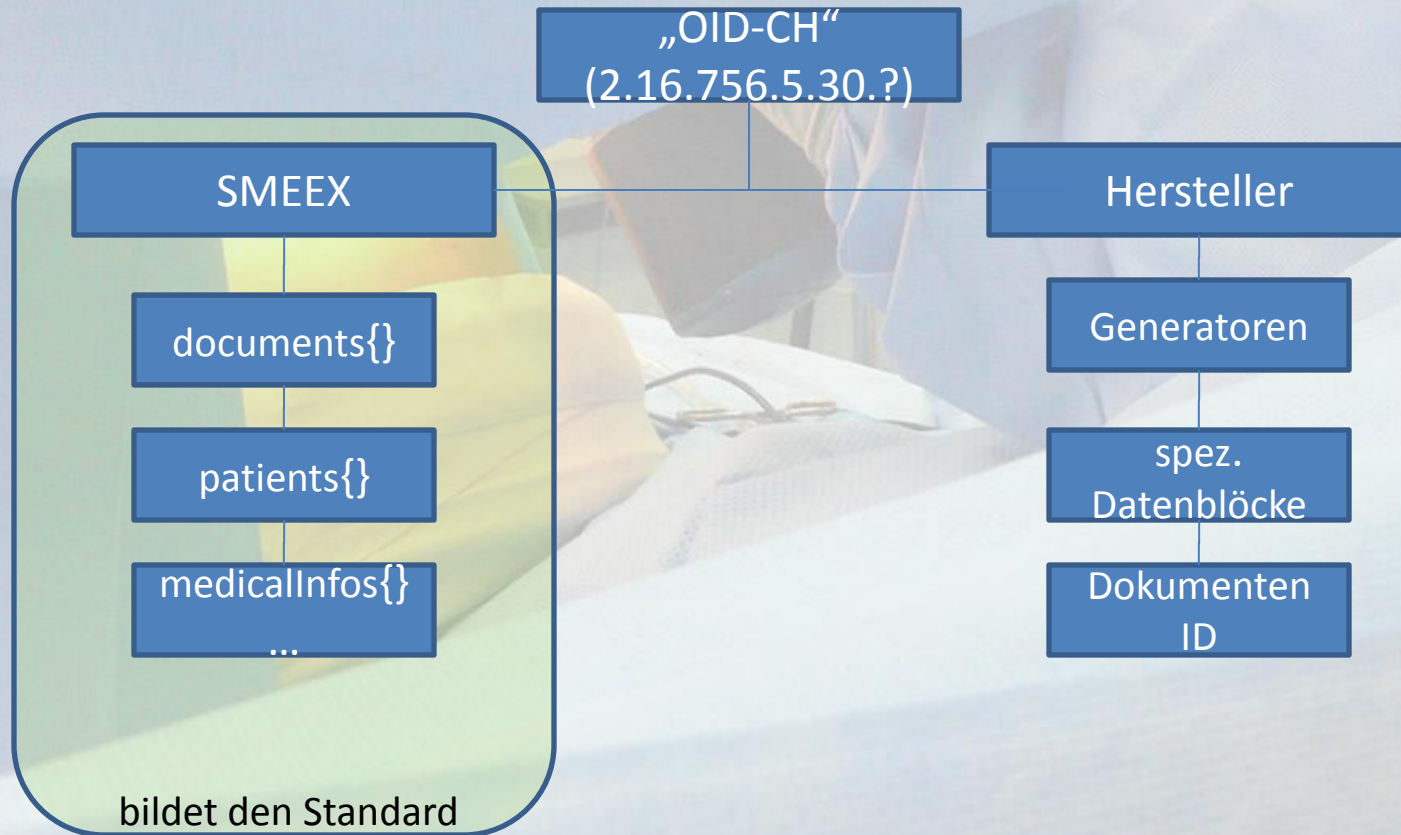 „OID-CH“
(2.16.756.5.30.?)
SMEEX
documents{}
patients{}
medicalInfos{}
...
bildet den Standard
Hersteller
Generatoren
spez.
Datenblöcke
Dokumenten
ID